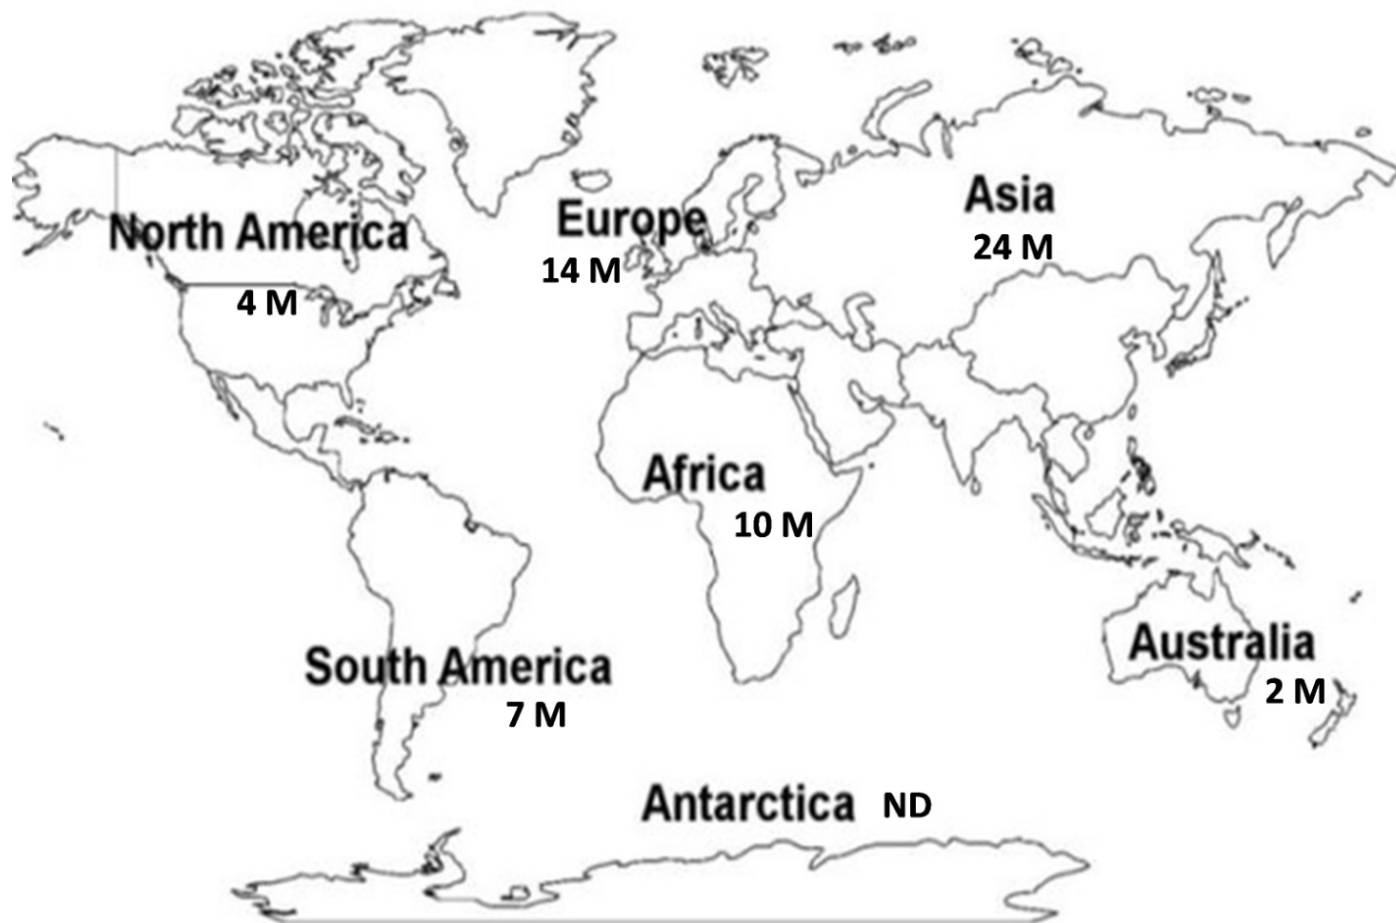 Asia
24 M
Europe
14 M
North America
4 M
Africa
10 M
Australia
2 M
South America
7 M
Antarctica ND